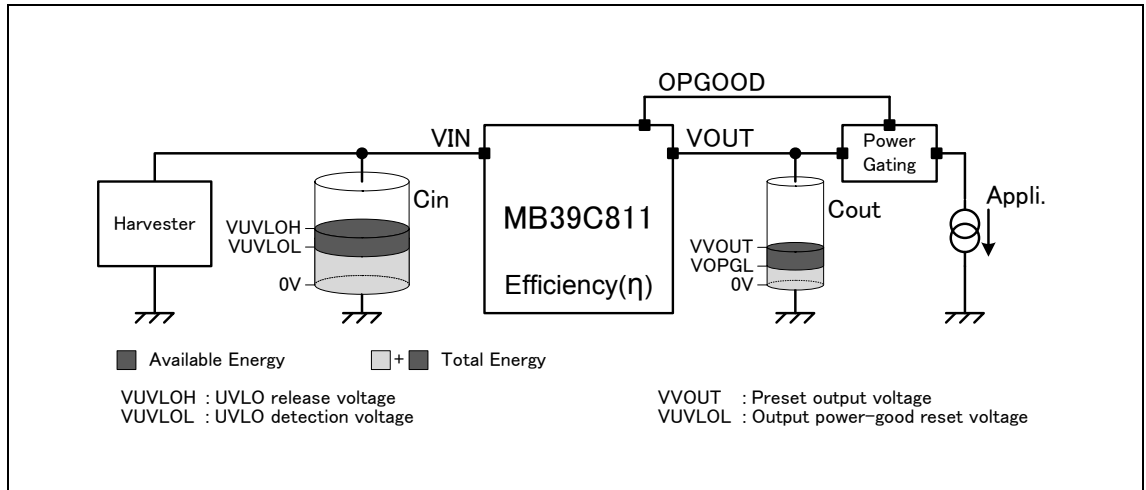 OPGOOD
VIN
VOUT
Power
Gating
Harvester
Cin
VUVLOH
VUVLOL
0V
MB39C811
Efficiency(η)
Cout
VVOUT
VOPGL
0V
Appli.
Available Energy
+
Total Energy
VUVLOH : UVLO release voltage
VUVLOL : UVLO detection voltage
VVOUT : Preset output voltage
VUVLOL : Output power-good reset voltage